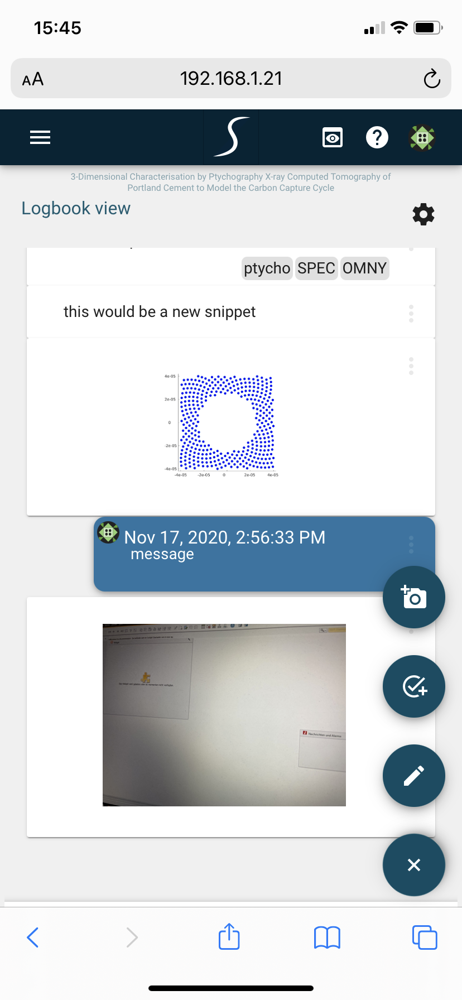 15:45
AA 192.168.1.21
3-Dimensional Characterisation by Ptychography X-ray Computed Tomography of
Portland Cement to Model the Carbon Capture Cycle
Logbook view
ptycho SPEC OMNY
this would be a new snippet
4e-05
2e-05
0
-2e-05
-4e-05
-4e-05 -2e-05 0 2e-05 4e-05
Nov 17, 2020, 2:56:33 PM
message
Nachrichten und Alarme